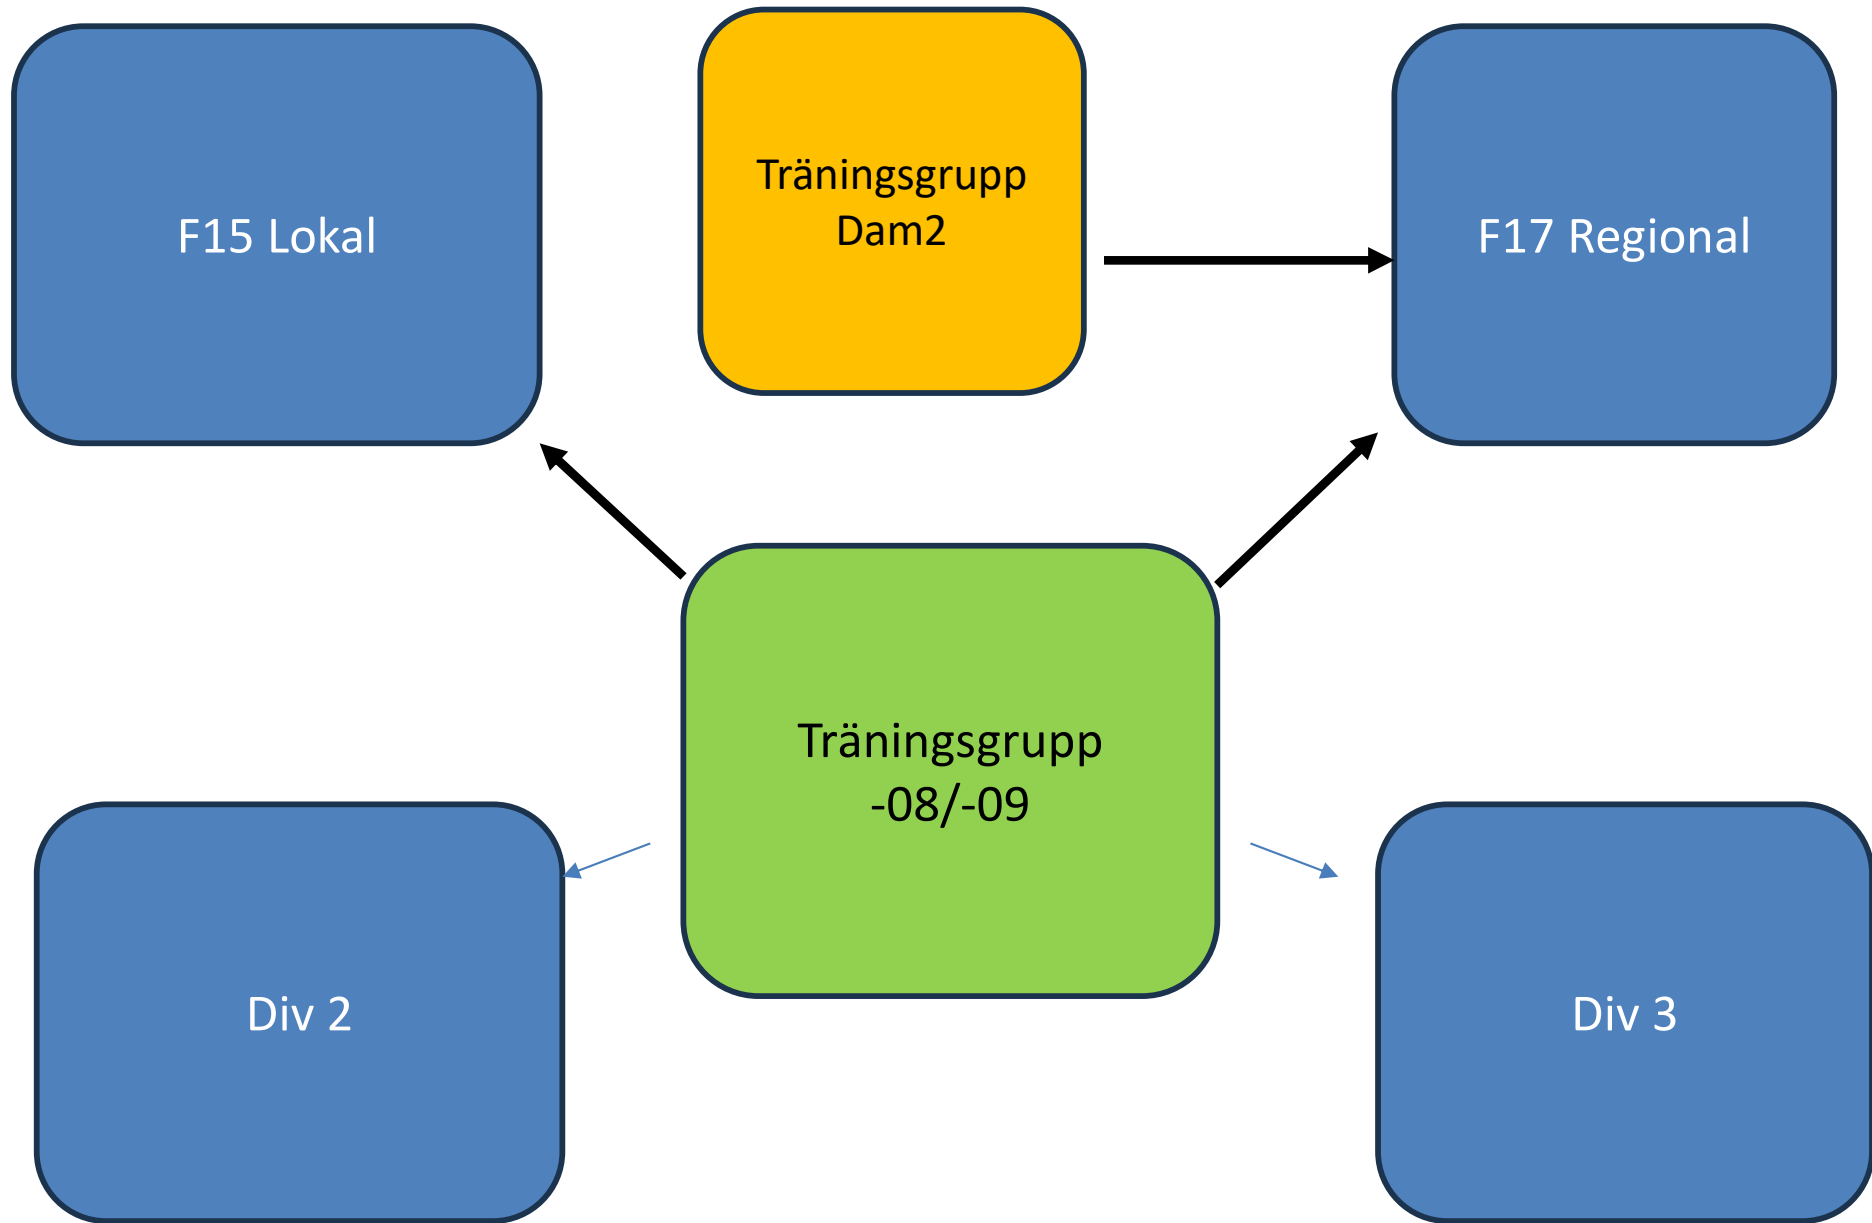 F15 Lokal
Träningsgrupp
Dam2
F17 Regional
Träningsgrupp
-08/-09
Div 2
Div 3